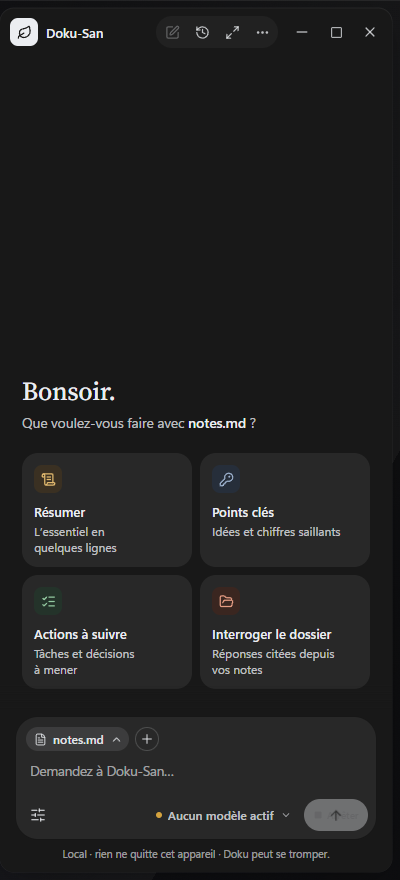 Doku-San
Bonsoir.
Que voulez-vous faire avec notes.md ?
Résumer
L'essentiel en
quelques lignes
Points clés
Idées et chiffres saillants
Actions à suivre
Tâches et décisions
à mener
Interroger le dossier
Réponses citées depuis
vos notes
notes.md
Demandez à Doku-San...
Aucun modèle actif
Local · rien ne quitte cet appareil · Doku peut se tromper.